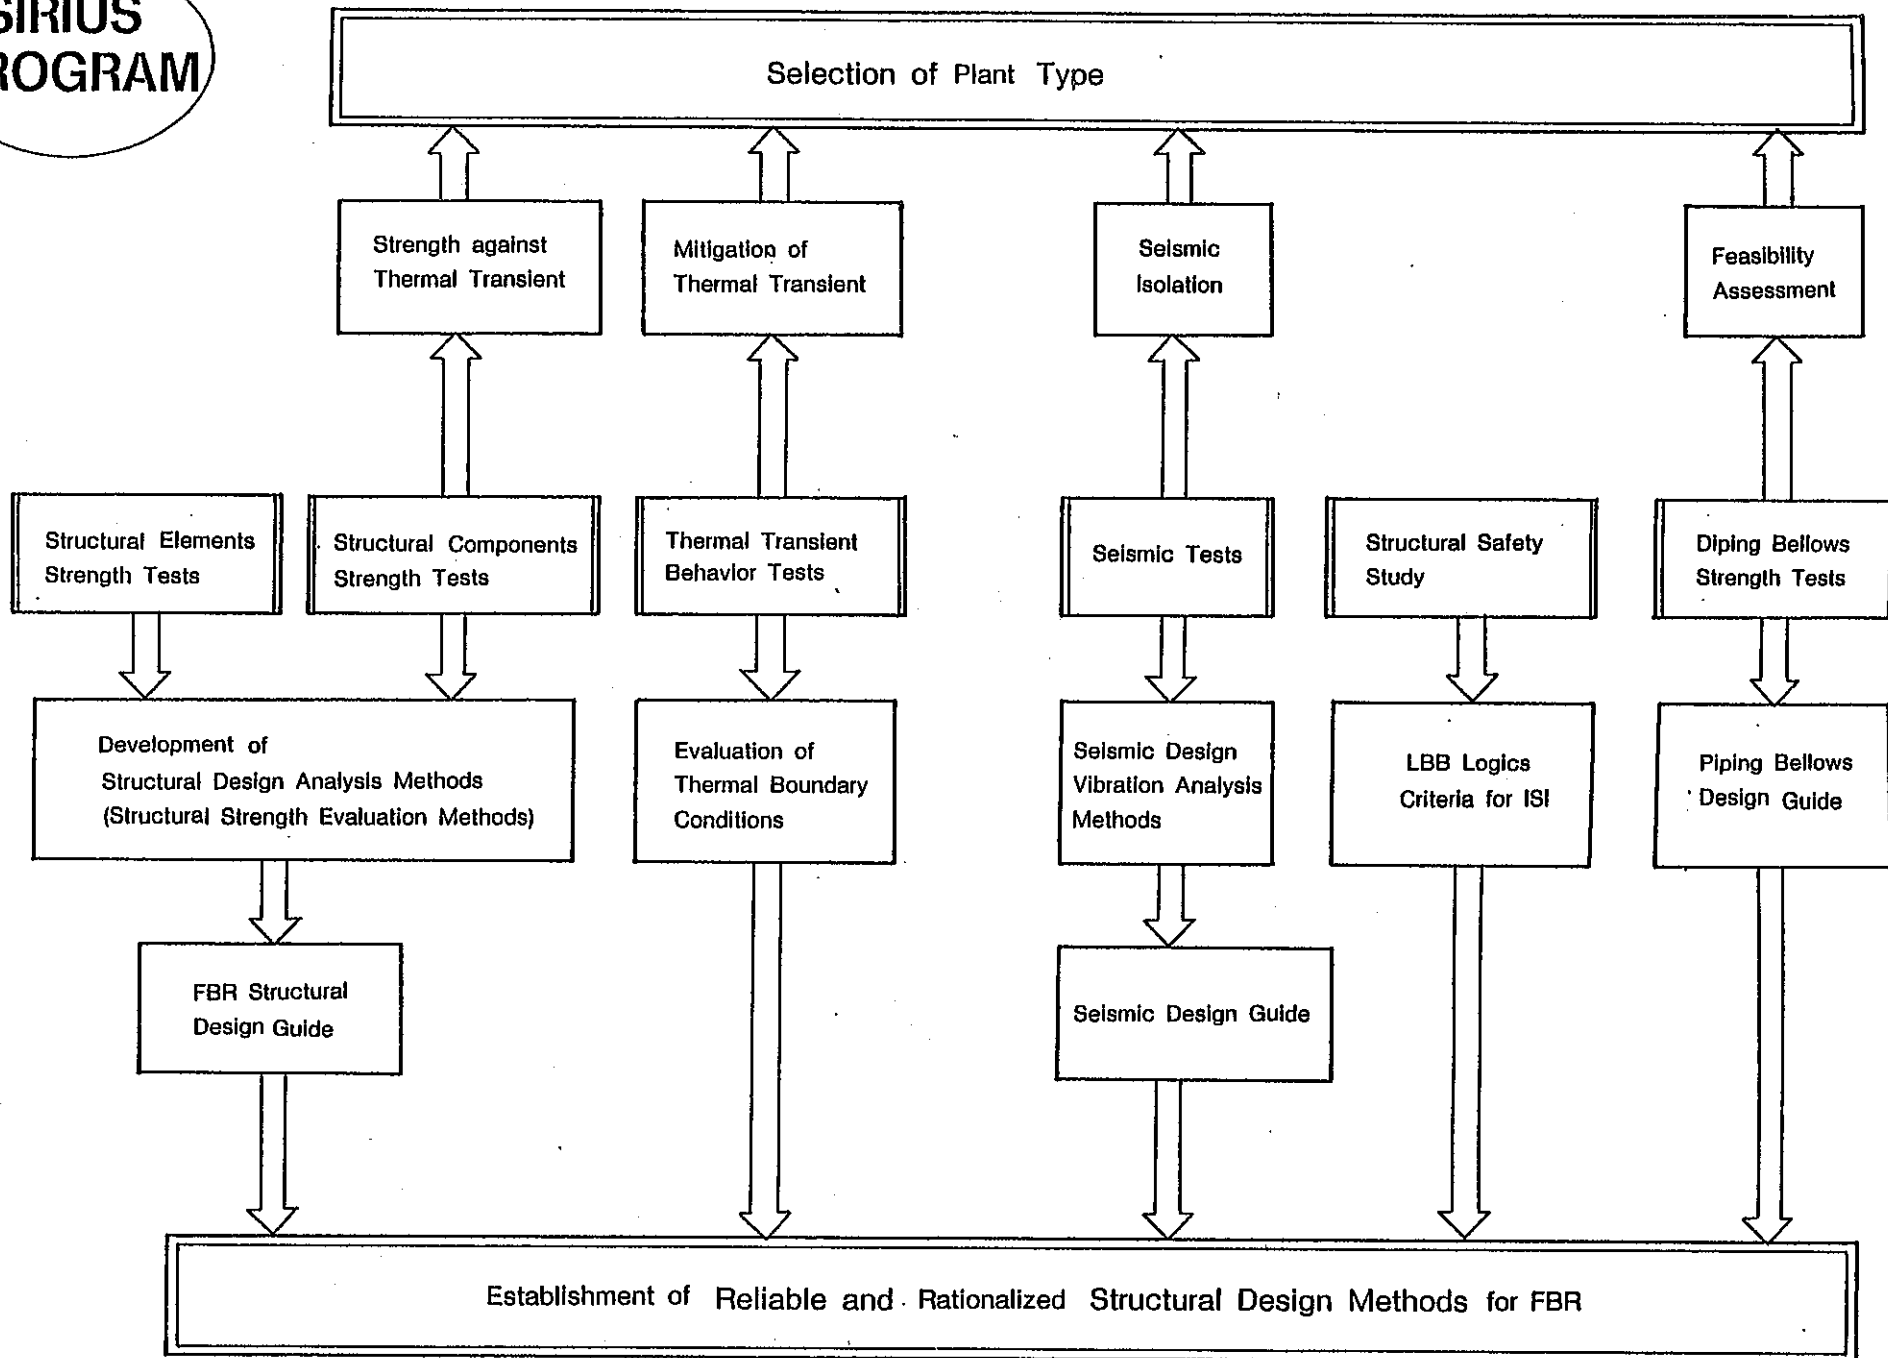 SIRIUS
ROGRAM
Selection of Plant Type
Strength against
Thermal Transient
Mitigation of
Thermal Transient
Seismic
Isolation
Feasibility
Assessment
Structural Elements
Strength Tests
Structural Components
Strength Tests
Thermal Transient
Behavior Tests
Seismic Tests
Structural Safety
Study
Diping Bellows
Strength Tests
Development of
Structural Design Analysis Methods
(Structural Strength Evaluation Methods)
Evaluation of
Thermal Boundary
Conditions
Seismic Design
Vibration Analysis
Methods
LBB Logics
Criteria for ISI
Piping Bellows
Design Guide
FBR Structural
Design Guide
Seismic Design Guide
Establishment of Reliable and Rationalized Structural Design Methods for FBR